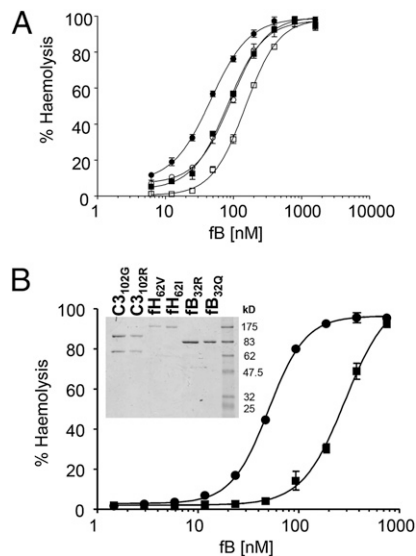 A
100
80
60
40
20
0
% Haemolysis
1 10 100 1000 10000
fB [nM]
B
C3102G C3102R fH62V fH62I fB32R fB32Q
kD
175
83
62
47.5
32
25
100
80
60
40
20
0
% Haemolysis
1 10 100 1000
fB [nM]